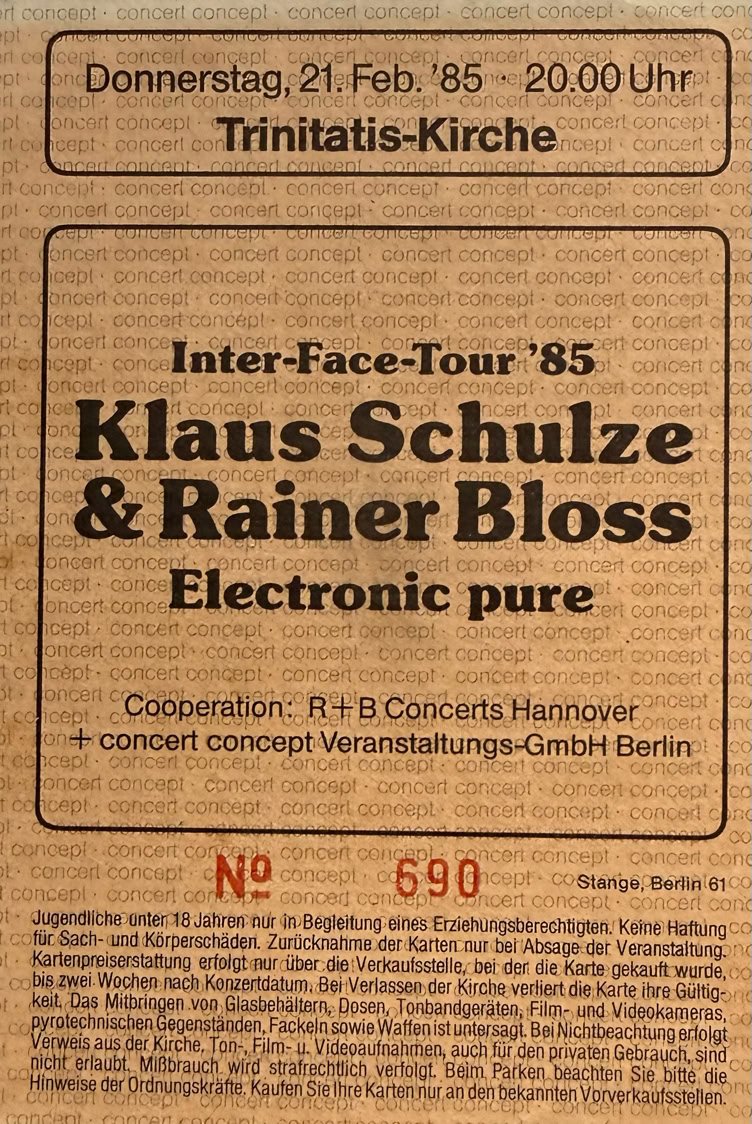 Donnerstag, 21. Feb. '85 · 20.00 Uhr
Trinitatis-Kirche
Inter-Face-Tour '85
Klaus Schulze
& Rainer Bloss
Electronic pure
Cooperation: R+B Concerts Hannover
+ concert concept Veranstaltungs-GmbH Berlin
Nº 690
Stange, Berlin 61
Jugendliche unter 18 Jahren nur in Begleitung eines Erziehungsberechtigten. Keine Haftung
für Sach- und Körperschäden. Zurücknahme der Karten nur bei Absage der Veranstaltung.
Kartenpreiserstattung erfolgt nur über die Verkaufsstelle, bei der die Karte gekauft wurde,
bis zwei Wochen nach Konzertdatum. Bei Verlassen der Kirche verliert die Karte ihre Gültig-
keit. Das Mitbringen von Glasbehältern, Dosen, Tonbandgeräten, Film- und Videokameras,
pyrotechnischen Gegenständen, Fackeln sowie Waffen ist untersagt. Bei Nichtbeachtung erfolgt
Verweis aus der Kirche. Ton-, Film- u. Videoaufnahmen, auch für den privaten Gebrauch, sind
nicht erlaubt. Mißbrauch wird strafrechtlich verfolgt. Beim Parken beachten Sie bitte die
Hinweise der Ordnungskräfte. Kaufen Sie Ihre Karten nur an den bekannten Vorverkaufsstellen.